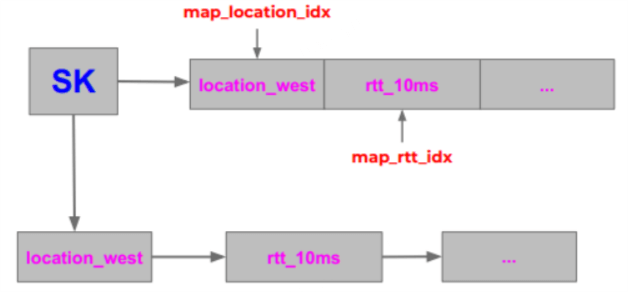 map_location_idx
SK
location_west rtt_10ms ...
map_rtt_idx
location_west rtt_10ms ...